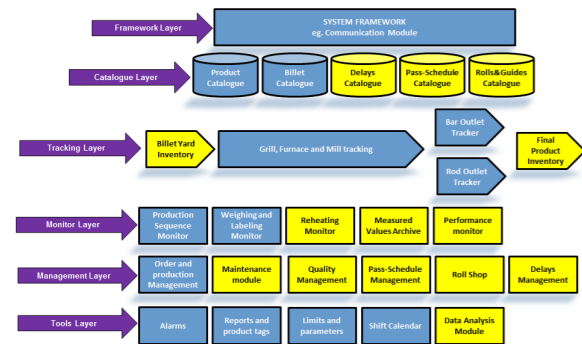 Framework Layer
SYSTEM FRAMEWORK
eg. Communication Module
Catalogue Layer
Product
Catalogue
Billet
Catalogue
Delays
Catalogue
Pass-Schedule
Catalogue
Rolls&Guides
Catalogue
Tracking Layer
Billet Yard
Inventory
Grill, Furnace and Mill tracking
Bar Outlet
Tracker
Rod Outlet
Tracker
Final
Product
Inventory
Monitor Layer
Production
Sequence
Monitor
Weighing and
Labeling Monitor
Reheating
Monitor
Measured
Values Archive
Performance
monitor
Management Layer
Order and
production
Management
Maintenance
module
Quality
Management
Pass-Schedule
Management
Roll Shop
Delays
Management
Tools Layer
Alarms
Reports and
product tags
Limits and
parameters
Shift Calendar
Data Analysis
Module